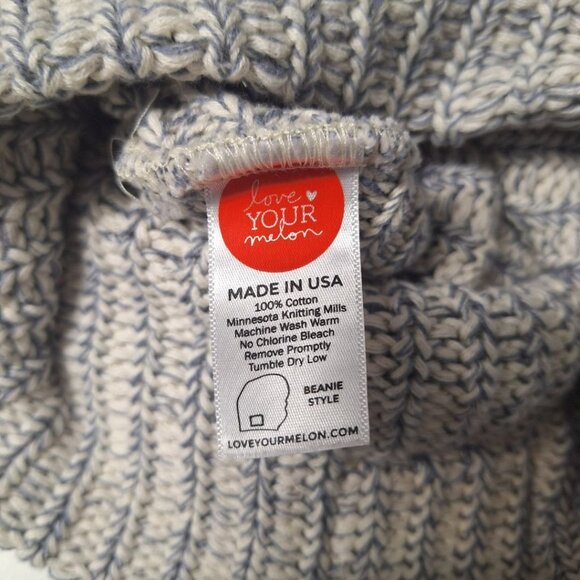 love
YOUR
melon
MADE IN USA
100% Cotton
Minnesota Knitting Mills
Machine Wash Warm
No Chlorine Bleach
Remove Promptly
Tumble Dry Low
BEANIE
STYLE
LOVEYOURMELON.COM